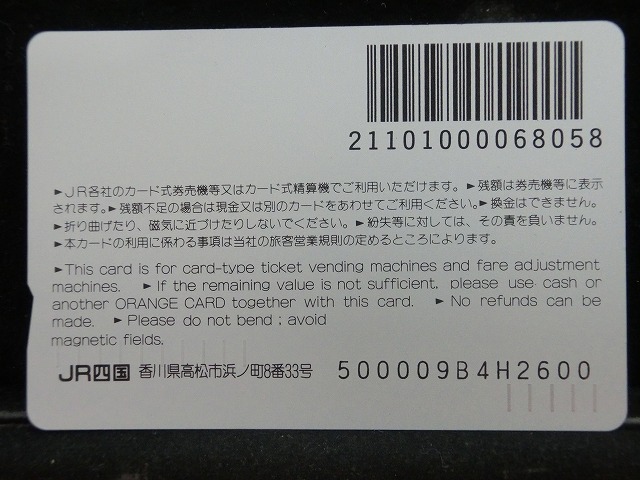 21101000068058
►JR各社のカード式券売機等又はカード式精算機でご利用いただけます。►残額は券売機等に表示
されます。►残額不足の場合は現金又は別のカードをあわせてご利用ください。►換金はできません。
►折り曲げたり、磁気に近づけたりしないでください。►紛失等に対しては、その責を負いません。
►本カードの利用に係わる事項は当社の旅客営業規則の定めるところによります。
►This card is for card-type ticket vending machines and fare adjustment
machines. ►If the remaining value is not sufficient, please use cash or
another ORANGE CARD together with this card. ►No refunds can be
made. ►Please do not bend; avoid
magnetic fields.
JR四国 香川県高松市浜ノ町8番33号 500009B4H2600